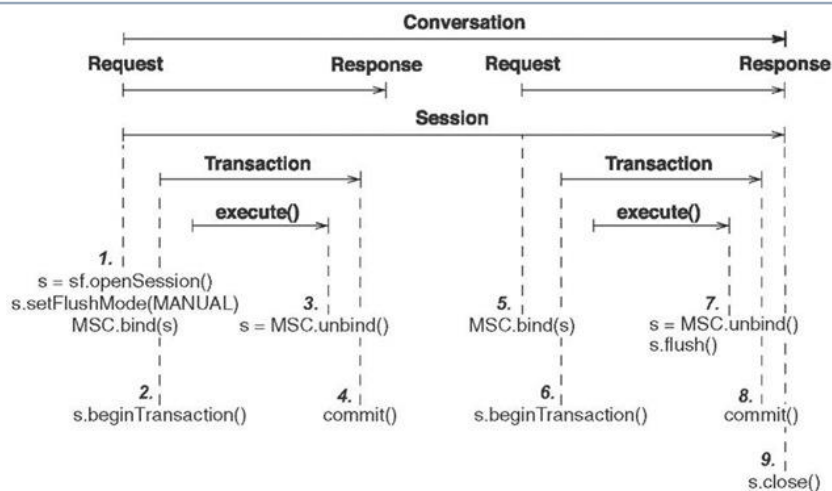 Conversation
Request Response Request Response
Session
Transaction Transaction
execute() execute()
1.
s = sf.openSession()
s.setFlushMode(MANUAL) 3. 5. 7.
MSC.bind(s) s = MSC.unbind() MSC.bind(s) s = MSC.unbind()
s.flush()
2. 4. 6. 8.
s.beginTransaction() commit() s.beginTransaction() commit()
9.
s.close()